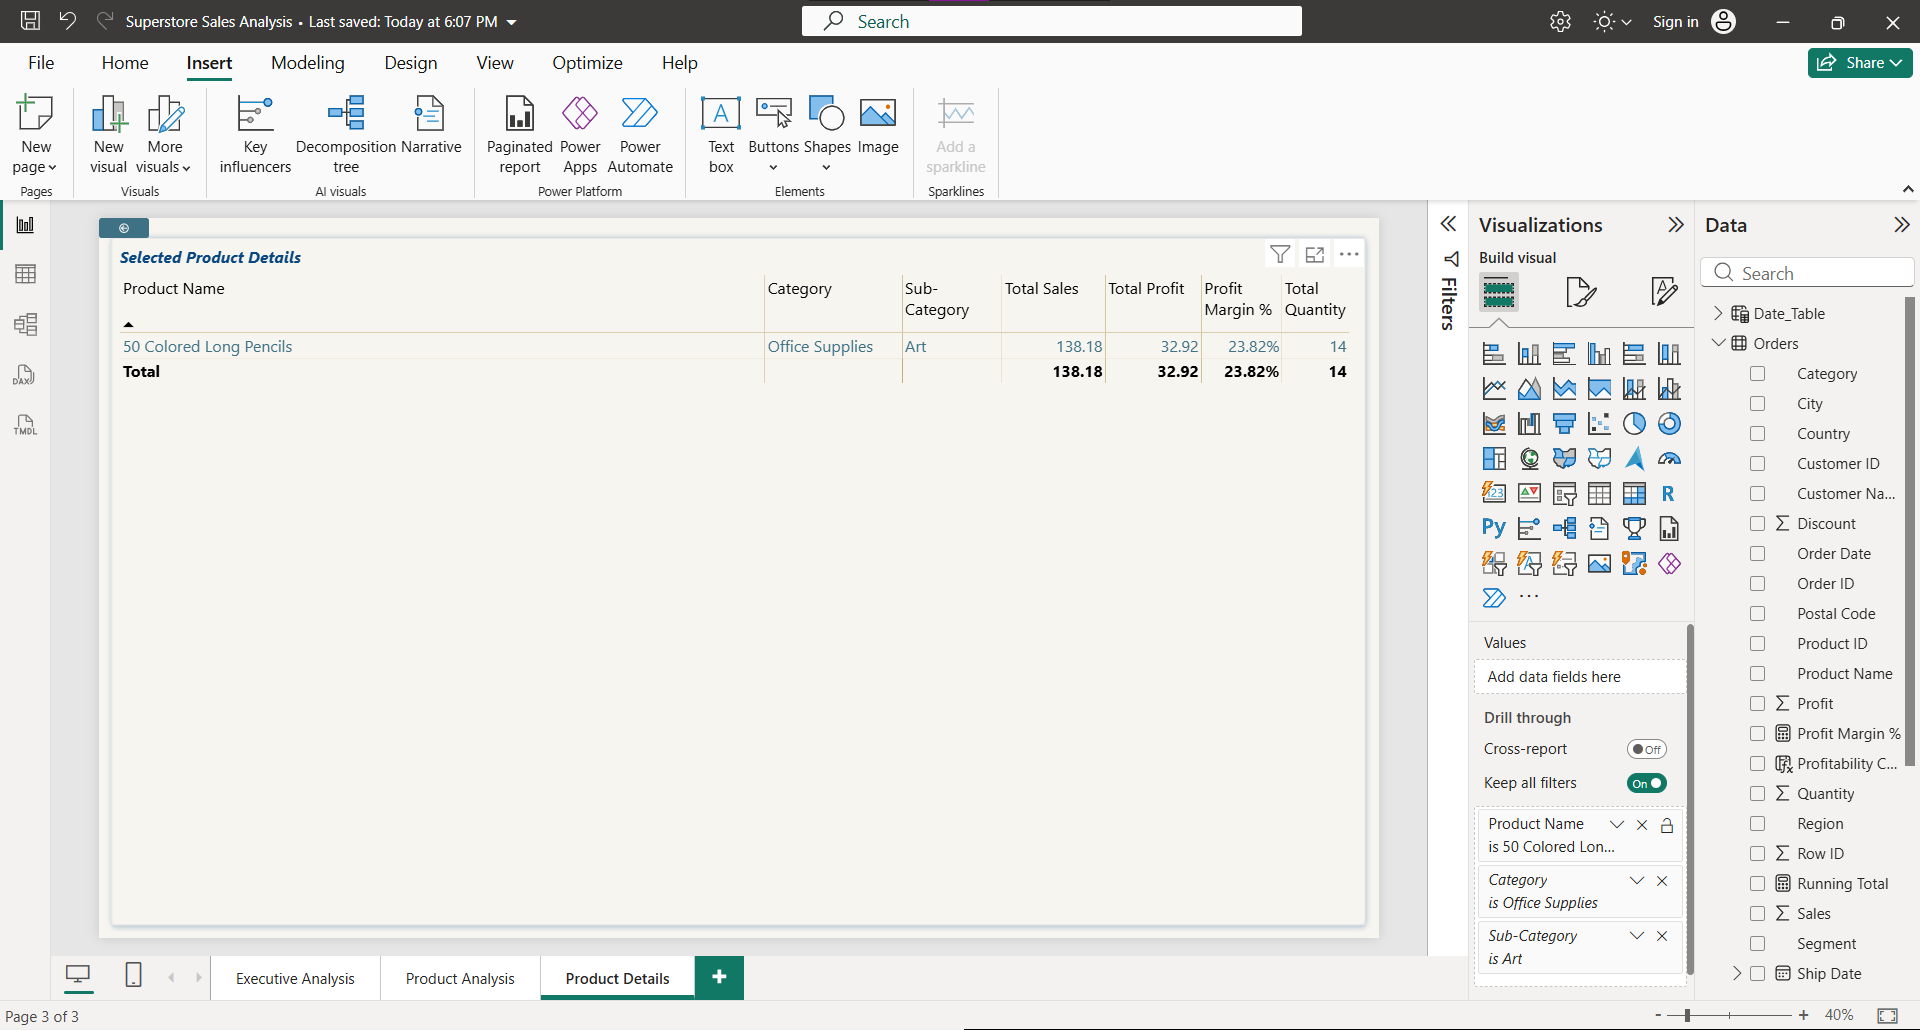 Superstore Sales Analysis • Last saved: Today at 6:07 PM
Search
Sign in
File
Home
Insert
Modeling
Design
View
Optimize
Help
Share
New page
New visual
More visuals
Key influencers
Decomposition tree
Narrative
Paginated report
Power Apps
Power Automate
Text box
Buttons
Shapes
Image
Add a sparkline
Pages
Visuals
AI visuals
Power Platform
Elements
Sparklines
DAX
TMDL
Selected Product Details
Product Name Category Sub-Category Total Sales Total Profit Profit Margin % Total Quantity
50 Colored Long Pencils Office Supplies Art 138.18 32.92 23.82% 14
Total 138.18 32.92 23.82% 14
Filters
Visualizations
Build visual
123
R
Py
Values
Add data fields here
Drill through
Cross-report Off
Keep all filters On
Product Name
is 50 Colored Lon...
Category
is Office Supplies
Sub-Category
is Art
Data
Search
Date_Table
Orders
Category
City
Country
Customer ID
Customer Na...
Discount
Order Date
Order ID
Postal Code
Product ID
Product Name
Profit
Profit Margin %
Profitability C...
Quantity
Region
Row ID
Running Total
Sales
Segment
Ship Date
Executive Analysis
Product Analysis
Product Details
Page 3 of 3
- + 40%